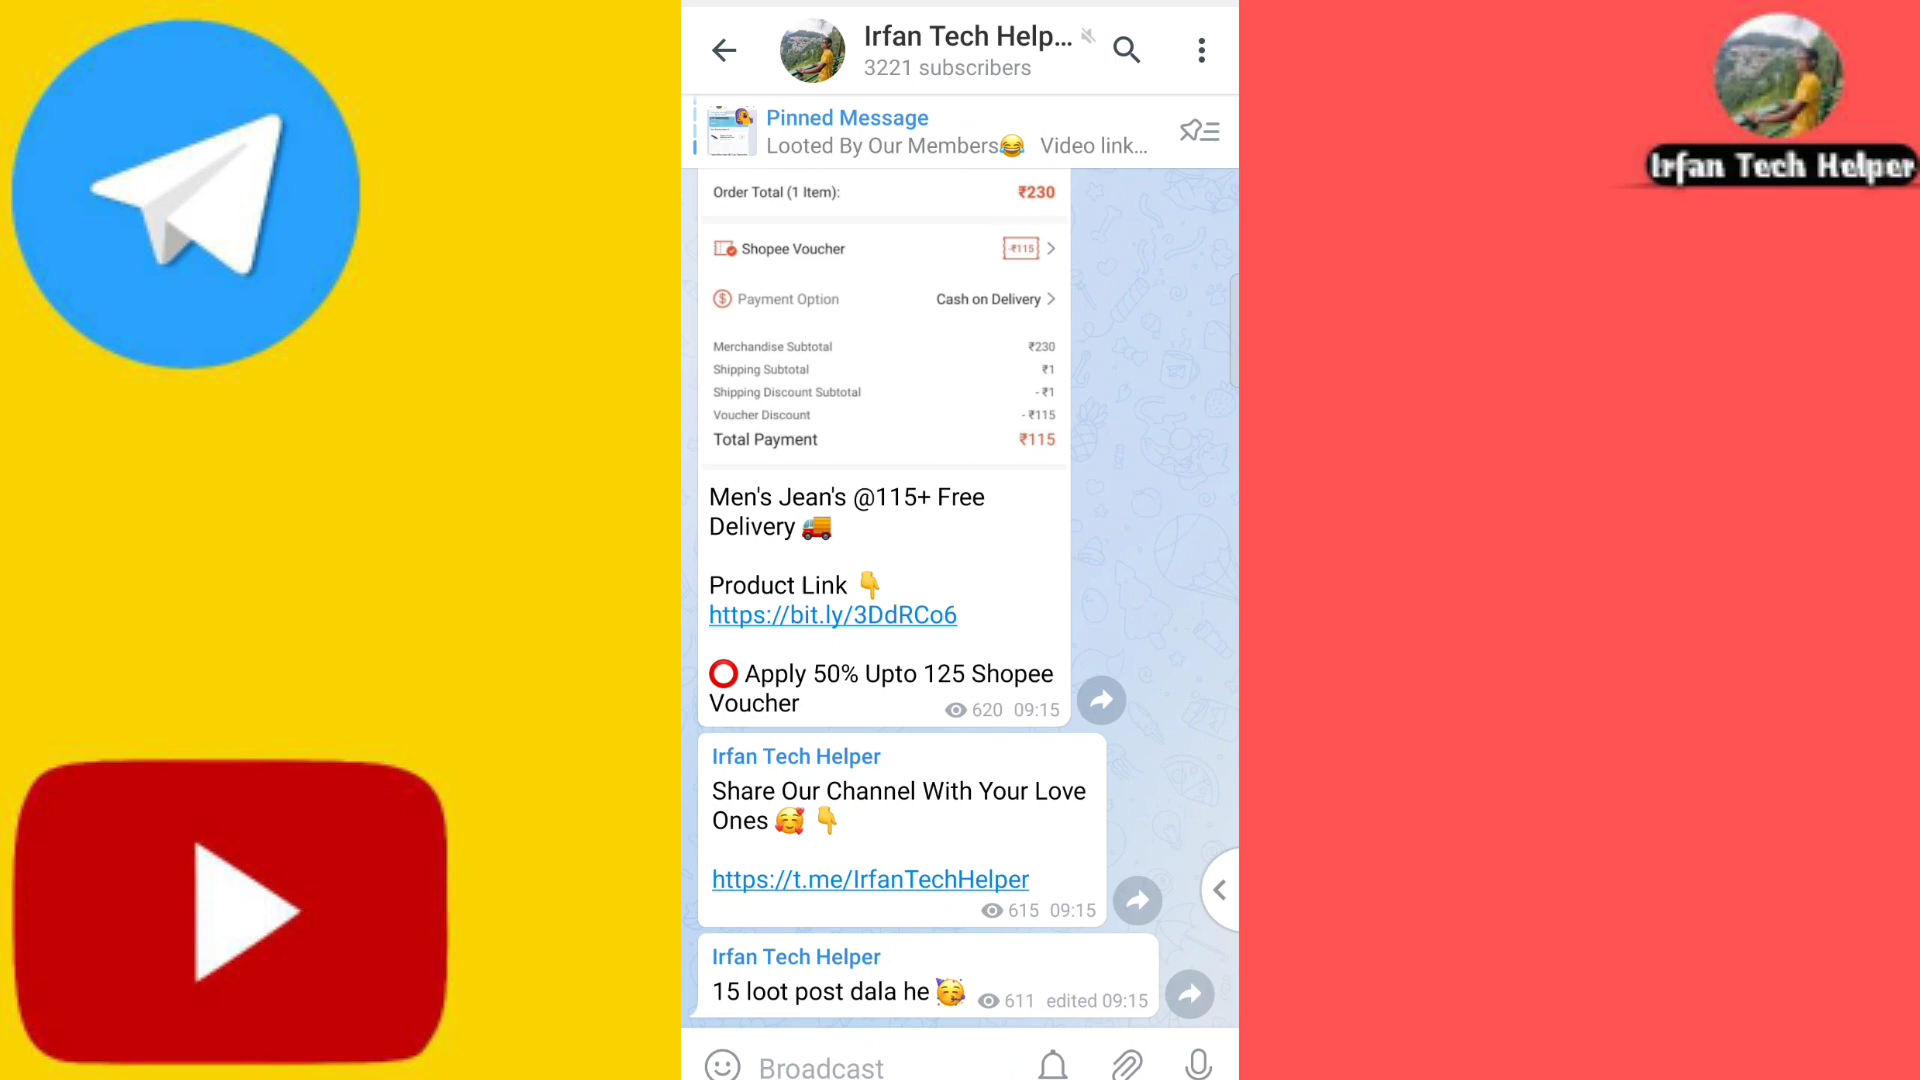 Irfan Tech Help...
3221 subscribers
Pinned Message
Looted By Our Members😂 Video link...
Order Total (1 Item): ₹230
Shopee Voucher -₹115
Payment Option Cash on Delivery
Merchandise Subtotal ₹230
Shipping Subtotal ₹1
Shipping Discount Subtotal - ₹1
Voucher Discount - ₹115
Total Payment ₹115
Men's Jean's @115+ Free
Delivery 🚚
Product Link 👇
https://bit.ly/3DdRCo6
⭕ Apply 50% Upto 125 Shopee
Voucher 620 09:15
Irfan Tech Helper
Share Our Channel With Your Love
Ones 🥰 👇
https://t.me/IrfanTechHelper
615 09:15
Irfan Tech Helper
15 loot post dala he 🥳 611 edited 09:15
Broadcast
Irfan Tech Helper